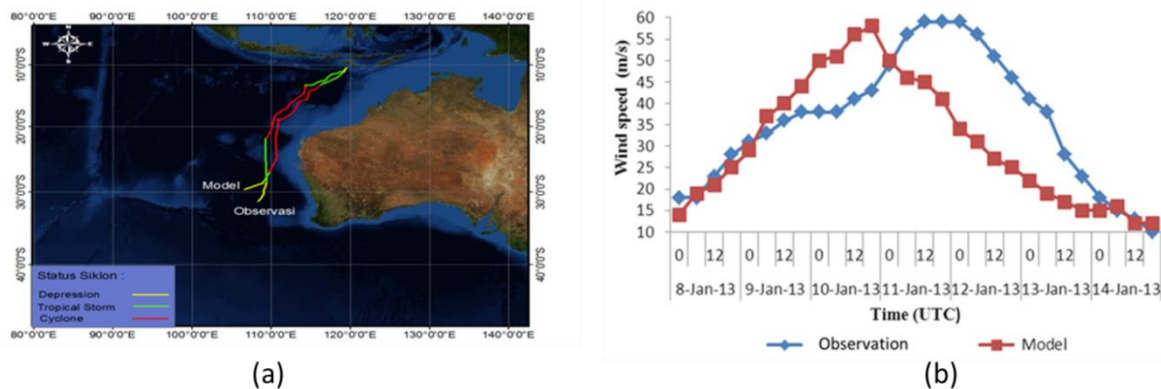 80°0'0"E 90°0'0"E 100°0'0"E 110°0'0"E 120°0'0"E 130°0'0"E 140°0'0"E
N
W E
S
10°0'0"S 10°0'0"S
20°0'0"S 20°0'0"S
Model
30°0'0"S 30°0'0"S
Observasi
40°0'0"S 40°0'0"S
Status Siklon :
Depression
Tropical Storm
Cyclone
80°0'0"E 90°0'0"E 100°0'0"E 110°0'0"E 120°0'0"E 130°0'0"E 140°0'0"E
(a)
Wind speed (m/s)
60
55
50
45
40
35
30
25
20
15
10
0 12 0 12 0 12 0 12 0 12 0 12 0 12
8-Jan-13 9-Jan-13 10-Jan-13 11-Jan-13 12-Jan-13 13-Jan-13 14-Jan-13
Time (UTC)
Observation Model
(b)